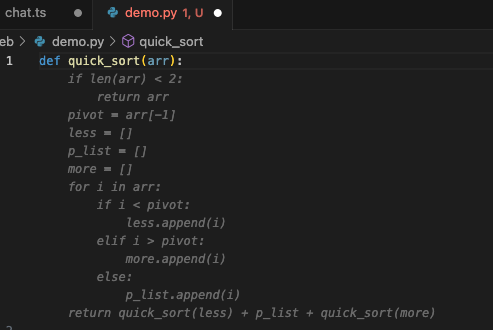 chat.ts
demo.py 1, U
eb > demo.py > quick_sort
1 def quick_sort(arr):
if len(arr) < 2:
return arr
pivot = arr[-1]
less = []
p_list = []
more = []
for i in arr:
if i < pivot:
less.append(i)
elif i > pivot:
more.append(i)
else:
p_list.append(i)
return quick_sort(less) + p_list + quick_sort(more)